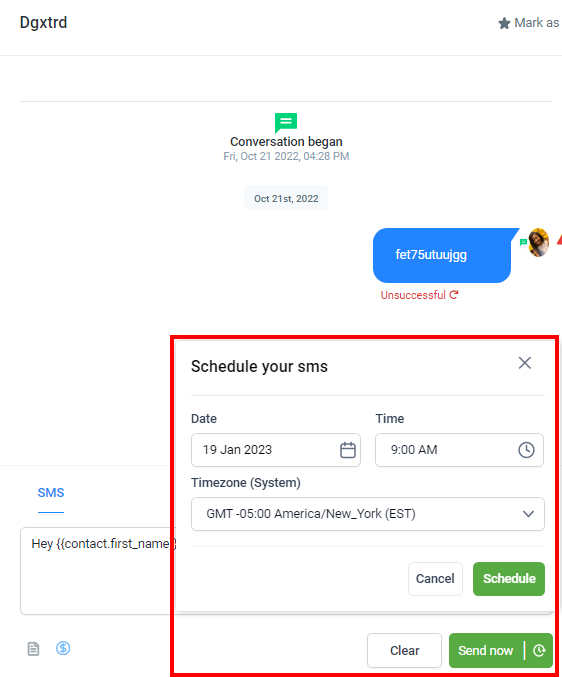 Dgxtrd
Mark as
Conversation began
Fri, Oct 21 2022, 04:28 PM
Oct 21st, 2022
fet75utuujgg
Unsuccessful
Schedule your sms
Date
Time
19 Jan 2023
9:00 AM
Timezone (System)
GMT -05:00 America/New_York (EST)
SMS
Hey {{contact.first_name}
Cancel
Schedule
Clear
Send now